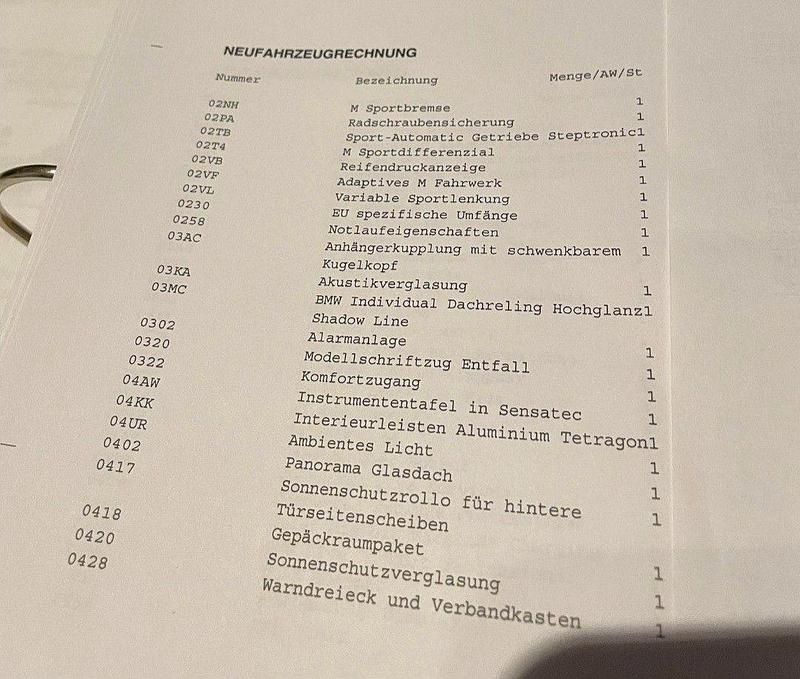 NEUFAHRZEUGRECHNUNG
Nummer Bezeichnung Menge/AW/St
02NH M Sportbremse 1
02PA Radschraubensicherung 1
02TB Sport-Automatic Getriebe Steptronic1
02T4 M Sportdifferenzial 1
02VB Reifendruckanzeige 1
02VF Adaptives M Fahrwerk 1
02VL Variable Sportlenkung 1
0230 EU spezifische Umfänge 1
0258 Notlaufeigenschaften 1
03AC Anhängerkupplung mit schwenkbarem 1
Kugelkopf
03KA Akustikverglasung 1
03MC BMW Individual Dachreling Hochglanz1
Shadow Line
0302 Alarmanlage 1
0320 Modellschriftzug Entfall 1
0322 Komfortzugang 1
04AW Instrumententafel in Sensatec 1
04KK Interieurleisten Aluminium Tetragon1
04UR Ambientes Licht 1
0402 Panorama Glasdach 1
0417 Sonnenschutzrollo für hintere 1
Türseitenscheiben
0418 Gepäckraumpaket 1
0420 Sonnenschutzverglasung 1
0428 Warndreieck und Verbandkasten 1